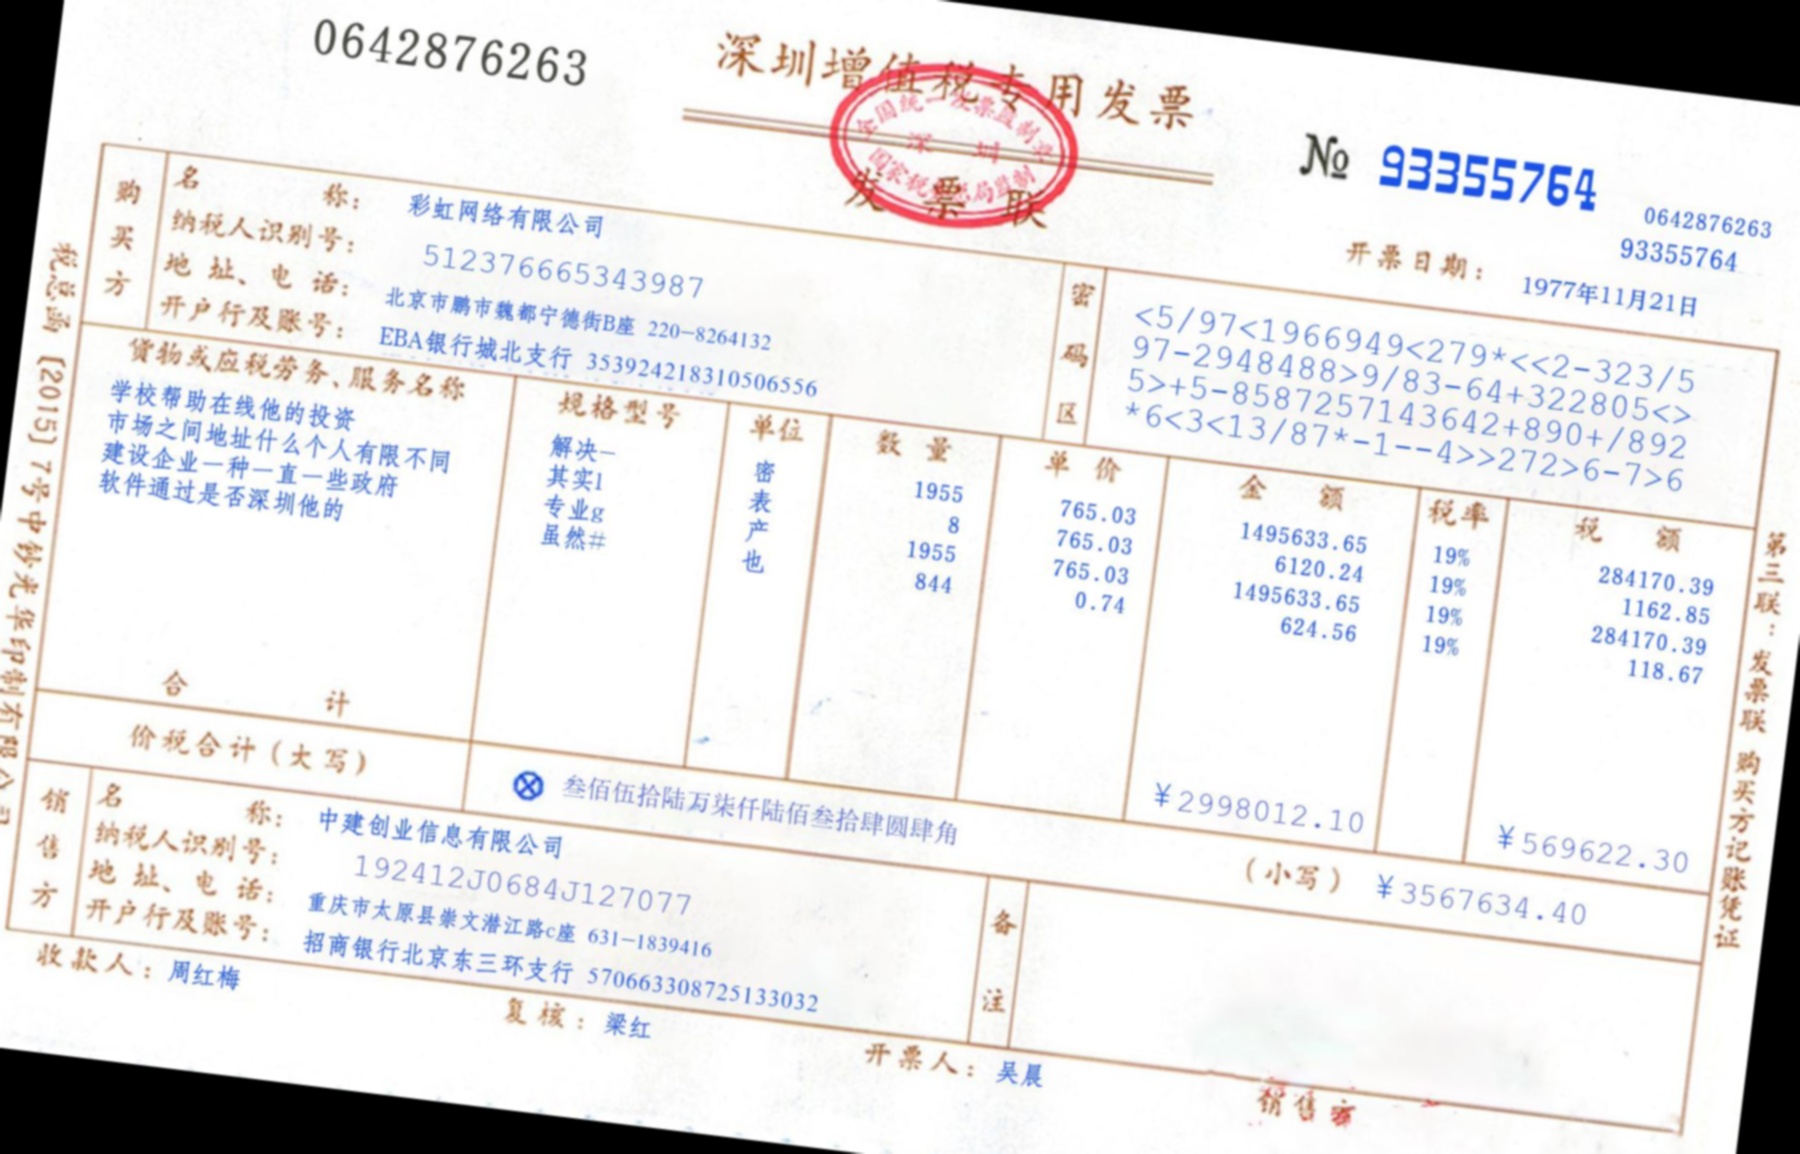 0642876263
深圳增值税专用发票
全国统一发票监制章
深圳
国家税务总局监制
发票联
№ 93355764
0642876263
93355764
开票日期： 1977年11月21日
购买方
名称： 彩虹网络有限公司
纳税人识别号： 512376665343987
地址、电话： 北京市鹏市魏都宁德街B座 220-8264132
开户行及账号： EBA银行城北支行 353924218310506556
密码区
<5/97<1966949<279*<<2-323/5
97-2948488>9/83-64+322805<>
5>+5-8587257143642+890+/892
*6<3<13/87*-1--4>>272>6-7>6
货物或应税劳务、服务名称 规格型号 单位 数量 单价 金额 税率 税额
学校帮助在线他的投资 解决- 密 1955 765.03 1495633.65 19% 284170.39
市场之间地址什么个人有限不同 其实l 表 8 765.03 6120.24 19% 1162.85
建设企业一种一直一些政府 专业g 产 1955 765.03 1495633.65 19% 284170.39
软件通过是否深圳他的 虽然# 也 844 0.74 624.56 19% 118.67
合计 ¥2998012.10 ¥569622.30
价税合计（大写） 叁佰伍拾陆万柒仟陆佰叁拾肆圆肆角 （小写） ¥3567634.40
销售方
名称： 中建创业信息有限公司
纳税人识别号： 192412J0684J127077
地址、电话： 重庆市太原县崇文潜江路c座 631-1839416
开户行及账号： 招商银行北京东三环支行 570663308725133032
备注
收款人： 周红梅 复核： 梁红 开票人： 吴晨 销售方
税总函〔2015〕7号中钞光华印制有限公司
第三联：发票联 购买方记账凭证